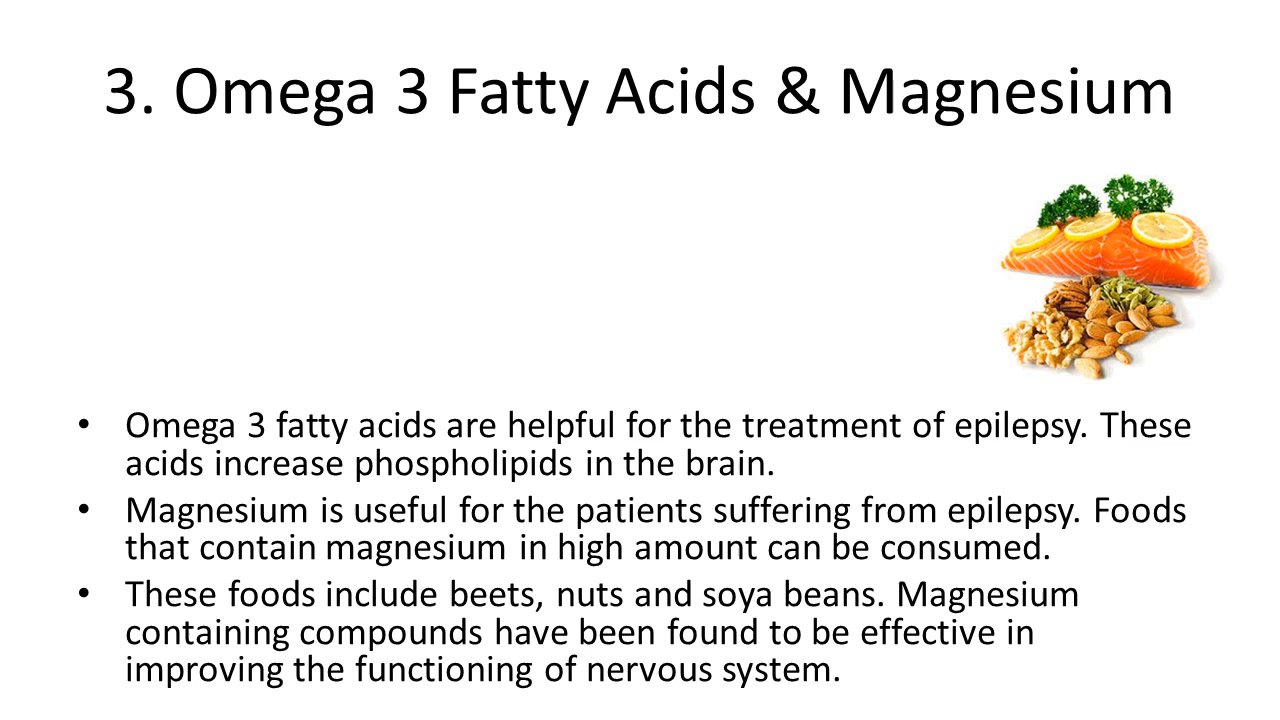 3. Omega 3 Fatty Acids & Magnesium
• Omega 3 fatty acids are helpful for the treatment of epilepsy. These
acids increase phospholipids in the brain.
• Magnesium is useful for the patients suffering from epilepsy. Foods
that contain magnesium in high amount can be consumed.
• These foods include beets, nuts and soya beans. Magnesium
containing compounds have been found to be effective in
improving the functioning of nervous system.